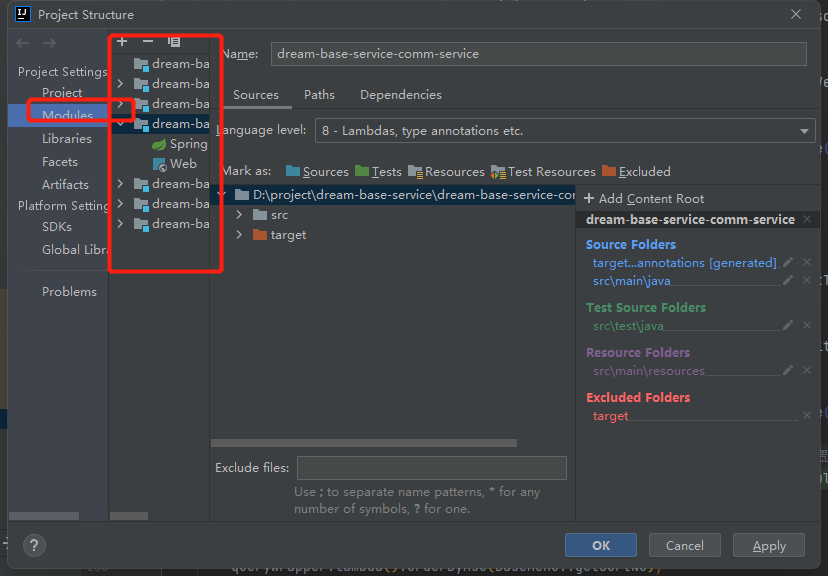 Project Structure
Project Settings
Project
Modules
Libraries
Facets
Artifacts
Platform Setting
SDKs
Global Libra
Problems
dream-ba
dream-ba
dream-ba
dream-ba
Spring
Web
dream-ba
dream-ba
dream-ba
Name:
dream-base-service-comm-service
Sources
Paths
Dependencies
Language level:
8 - Lambdas, type annotations etc.
Mark as:
Sources
Tests
Resources
Test Resources
Excluded
D:\project\dream-base-service\dream-base-service-co
src
target
+ Add Content Root
dream-base-service-comm-service
Source Folders
target...annotations [generated]
src\main\java
Test Source Folders
src\test\java
Resource Folders
src\main\resources
Excluded Folders
target
Exclude files:
Use ; to separate name patterns, * for any
number of symbols, ? for one.
?
OK
Cancel
Apply